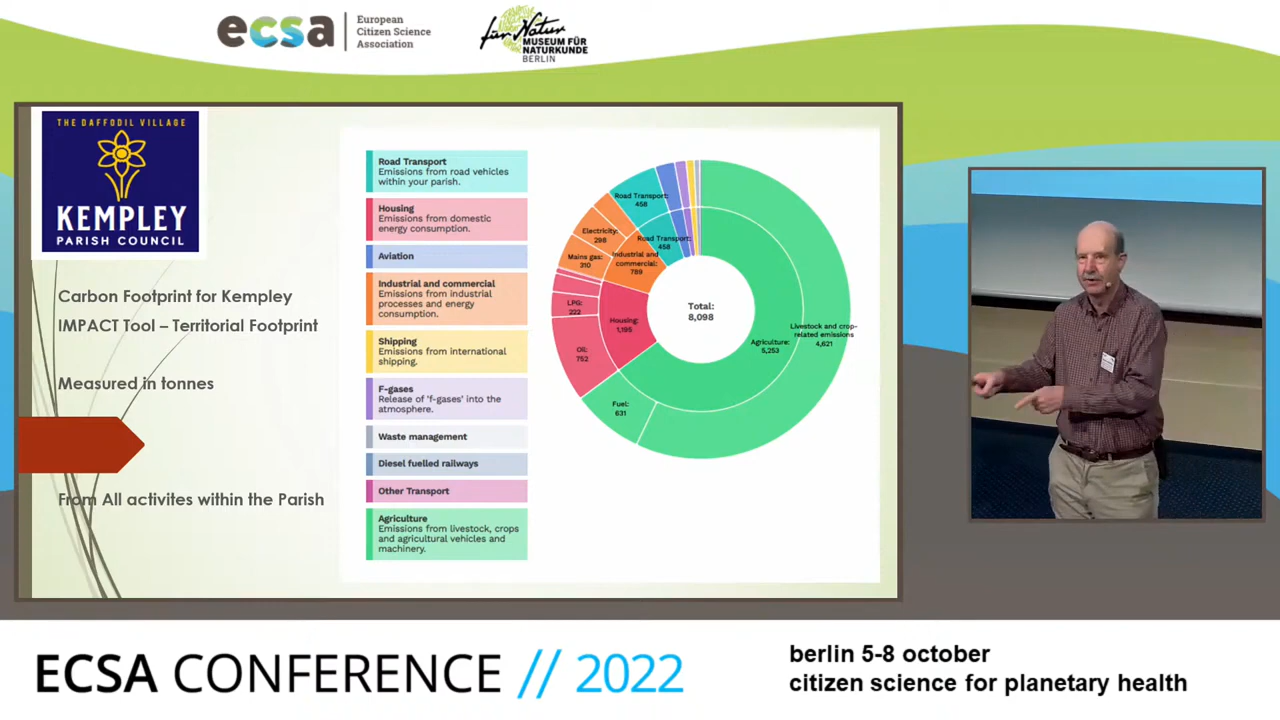 ecsa
European
Citizen Science
Association
für Natur
MUSEUM FÜR
NATURKUNDE
BERLIN
THE DAFFODIL VILLAGE
KEMPLEY
PARISH COUNCIL
Carbon Footprint for Kempley
IMPACT Tool – Territorial Footprint
Measured in tonnes
From All activites within the Parish
Road Transport
Emissions from road vehicles
within your parish.
Housing
Emissions from domestic
energy consumption.
Aviation
Industrial and commercial
Emissions from industrial
processes and energy
consumption.
Shipping
Emissions from international
shipping.
F-gases
Release of 'f-gases' into the
atmosphere.
Waste management
Diesel fuelled railways
Other Transport
Agriculture
Emissions from livestock, crops
and agricultural vehicles and
machinery.
Road Transport:
458
Electricity:
298
Mains gas:
310
LPG:
222
Oil:
752
Fuel:
631
Road Transport:
458
Industrial and
commercial:
789
Housing:
1,195
Total:
8,098
Agriculture:
5,253
Livestock and crop-
related emissions
4,621
ECSA CONFERENCE // 2022
berlin 5-8 october
citizen science for planetary health